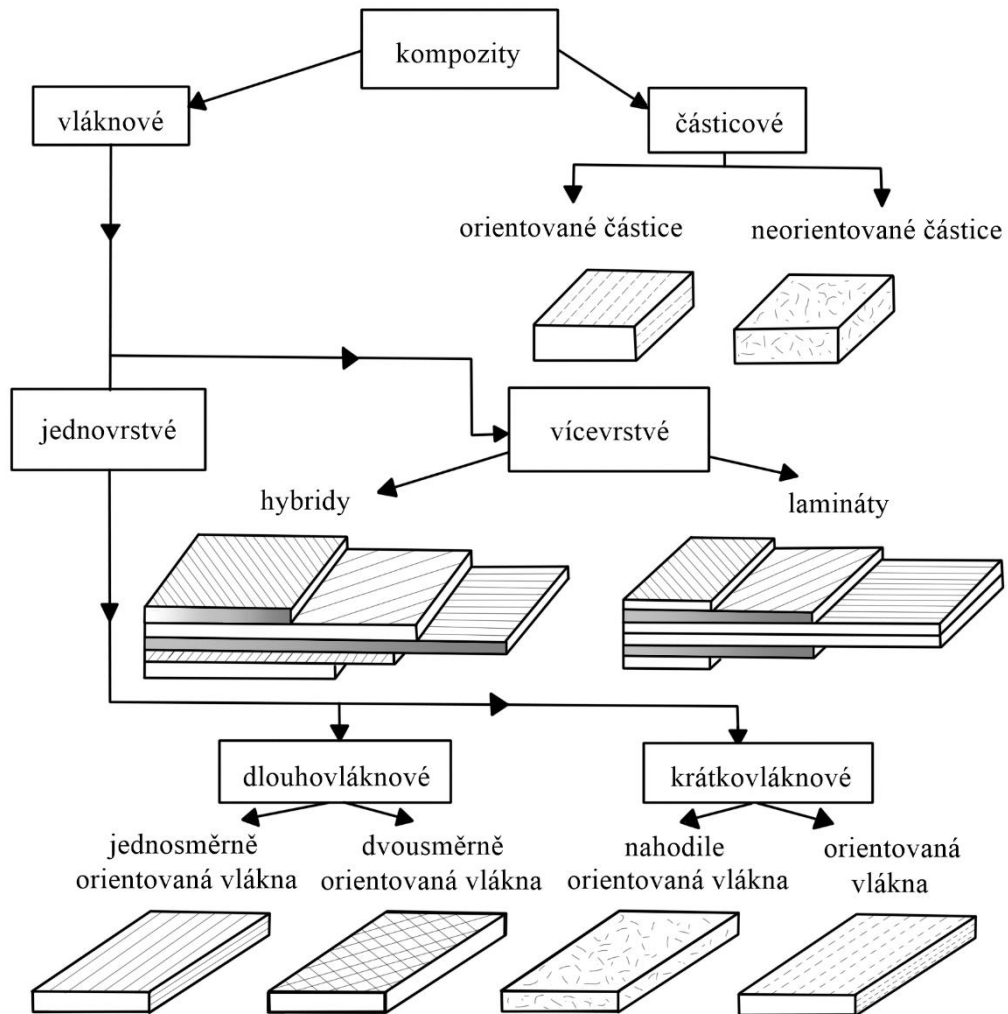 kompozity
vláknové
částicové
orientované částice
neorientované částice
jednovrstvé
vícevrstvé
hybridy
lamináty
dlouhovláknové
krátkovláknové
jednosměrně
orientovaná vlákna
dvousměrně
orientovaná vlákna
nahodile
orientovaná vlákna
orientovaná
vlákna